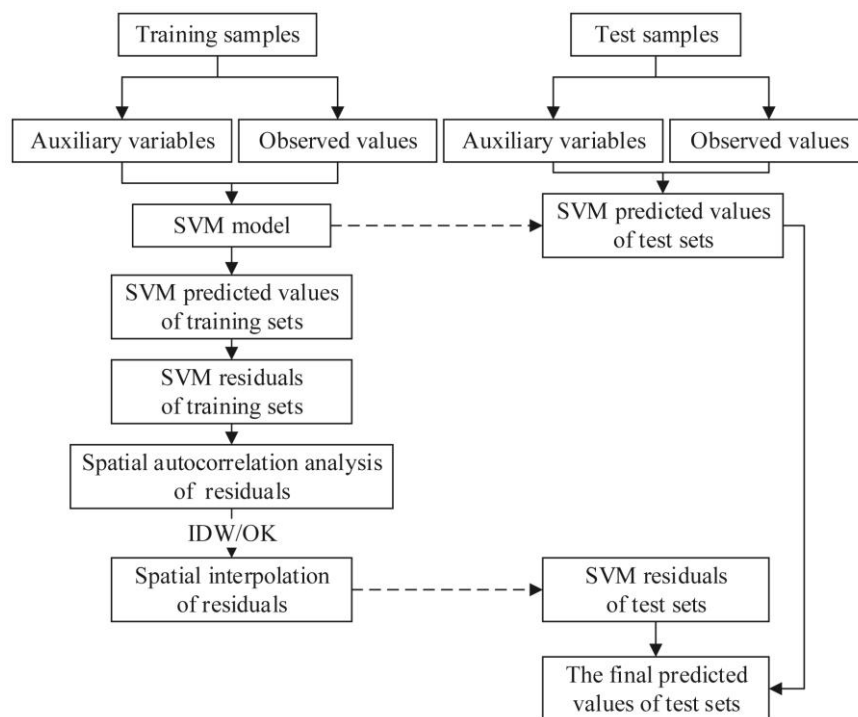 Training samples
Test samples
Auxiliary variables
Observed values
Auxiliary variables
Observed values
SVM model
SVM predicted values
of test sets
SVM predicted values
of training sets
SVM residuals
of training sets
Spatial autocorrelation analysis
of residuals
IDW/OK
Spatial interpolation
of residuals
SVM residuals
of test sets
The final predicted
values of test sets